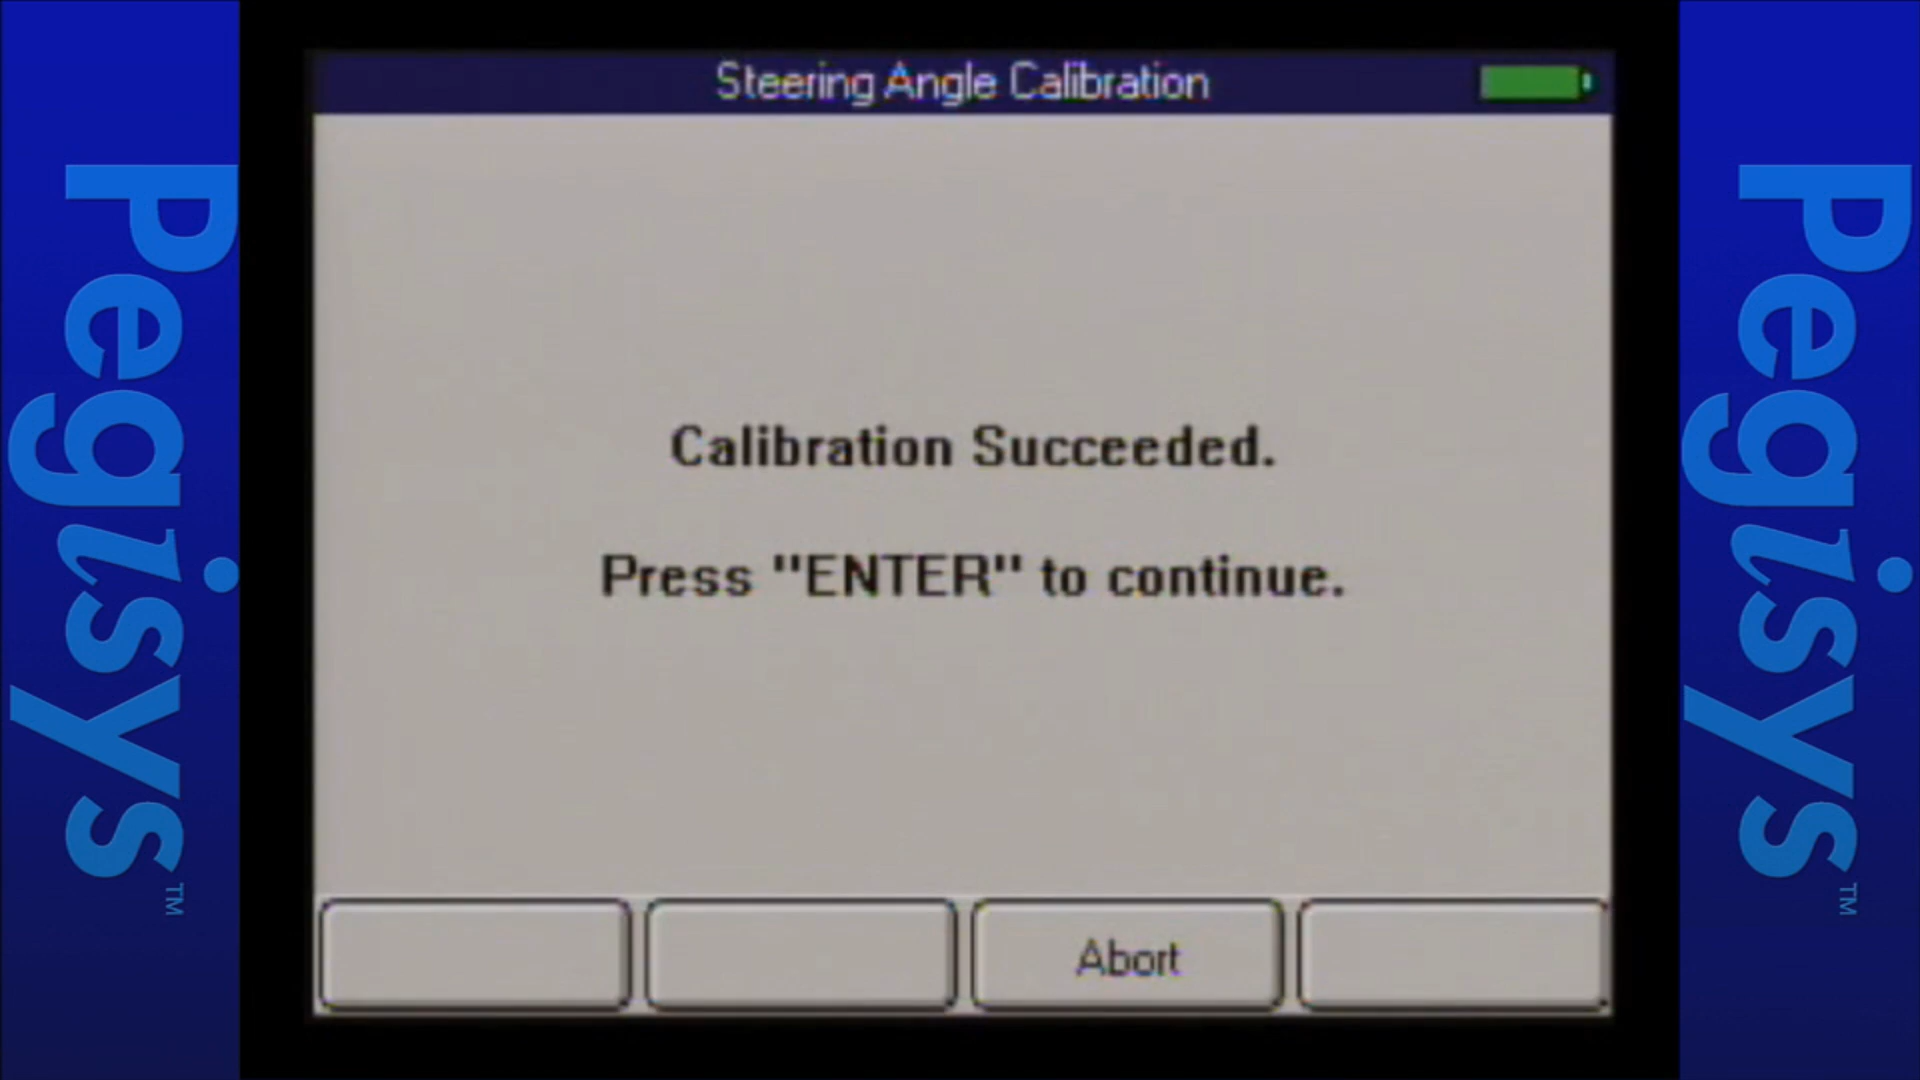 Steering Angle Calibration
Calibration Succeeded.
Press "ENTER" to continue.
Abort
Pegisys™
Pegisys™